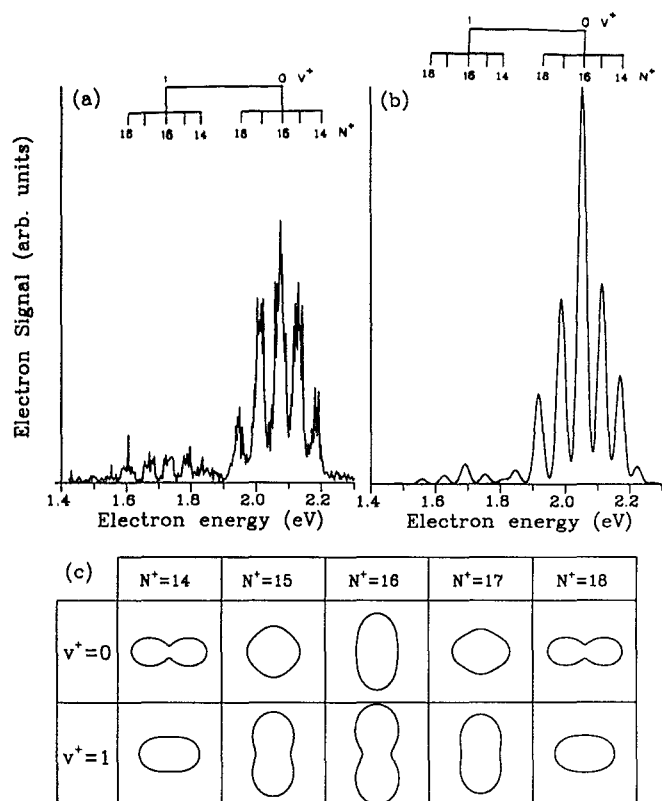 1 0 V+
18 16 14 18 16 14 N+
(a)
1 0 V+
18 16 14 18 16 14 N+
(b)
Electron Signal (arb. units)
1.4 1.6 1.8 2.0 2.2
Electron energy (eV)
1.4 1.6 1.8 2.0 2.2
Electron energy (eV)
(c) N+=14 N+=15 N+=16 N+=17 N+=18
v+=0
v+=1